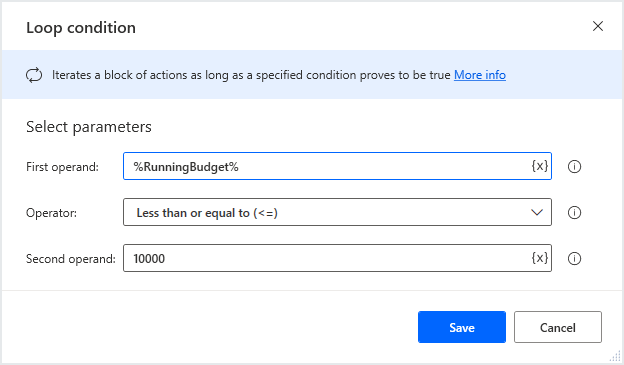 Loop condition
Iterates a block of actions as long as a specified condition proves to be true More info
Select parameters
First operand: %RunningBudget% {x}
Operator: Less than or equal to (<=)
Second operand: 10000 {x}
Save Cancel